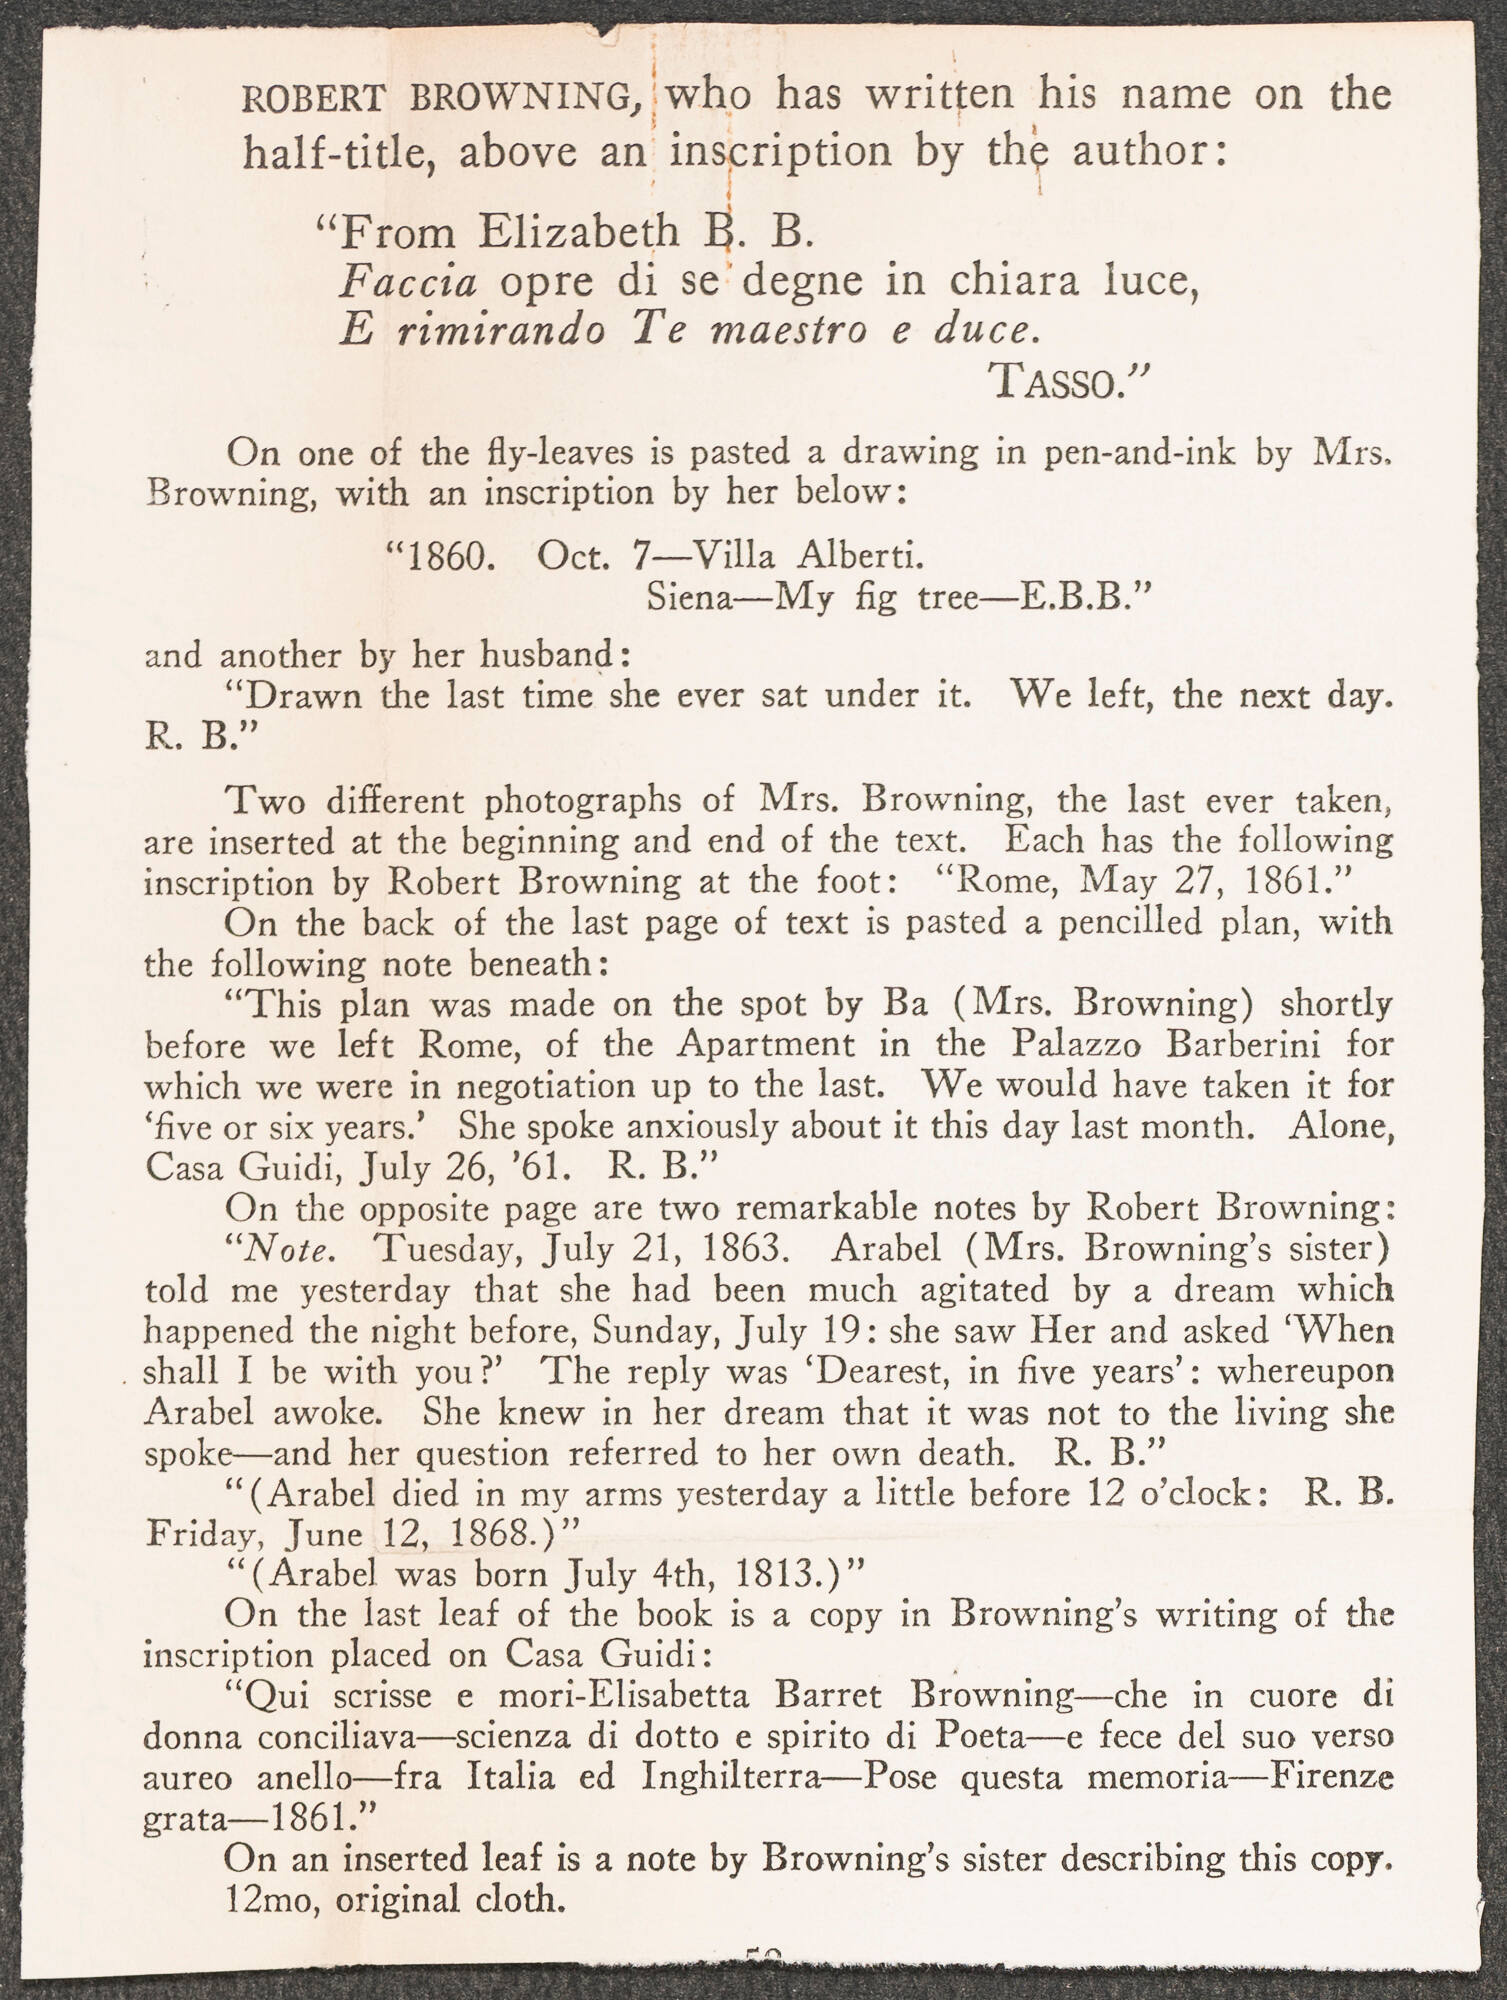 ROBERT BROWNING, who has written his name on the
half-title, above an inscription by the author:
“From Elizabeth B. B.
Faccia opre di se degne in chiara luce,
E rimirando Te maestro e duce.
TASSO.”
On one of the fly-leaves is pasted a drawing in pen-and-ink by Mrs.
Browning, with an inscription by her below:
“1860. Oct. 7—Villa Alberti.
Siena—My fig tree—E.B.B.”
and another by her husband:
“Drawn the last time she ever sat under it. We left, the next day.
R. B.”
Two different photographs of Mrs. Browning, the last ever taken,
are inserted at the beginning and end of the text. Each has the following
inscription by Robert Browning at the foot: “Rome, May 27, 1861.”
On the back of the last page of text is pasted a pencilled plan, with
the following note beneath:
“This plan was made on the spot by Ba (Mrs. Browning) shortly
before we left Rome, of the Apartment in the Palazzo Barberini for
which we were in negotiation up to the last. We would have taken it for
‘five or six years.’ She spoke anxiously about it this day last month. Alone,
Casa Guidi, July 26, ’61. R. B.”
On the opposite page are two remarkable notes by Robert Browning:
“Note. Tuesday, July 21, 1863. Arabel (Mrs. Browning’s sister)
told me yesterday that she had been much agitated by a dream which
happened the night before, Sunday, July 19: she saw Her and asked ‘When
shall I be with you?’ The reply was ‘Dearest, in five years’: whereupon
Arabel awoke. She knew in her dream that it was not to the living she
spoke—and her question referred to her own death. R. B.”
“(Arabel died in my arms yesterday a little before 12 o’clock: R. B.
Friday, June 12, 1868.)”
“(Arabel was born July 4th, 1813.)”
On the last leaf of the book is a copy in Browning’s writing of the
inscription placed on Casa Guidi:
“Qui scrisse e mori-Elisabetta Barret Browning—che in cuore di
donna conciliava—scienza di dotto e spirito di Poeta—e fece del suo verso
aureo anello—fra Italia ed Inghilterra—Pose questa memoria—Firenze
grata—1861.”
On an inserted leaf is a note by Browning’s sister describing this copy.
12mo, original cloth.